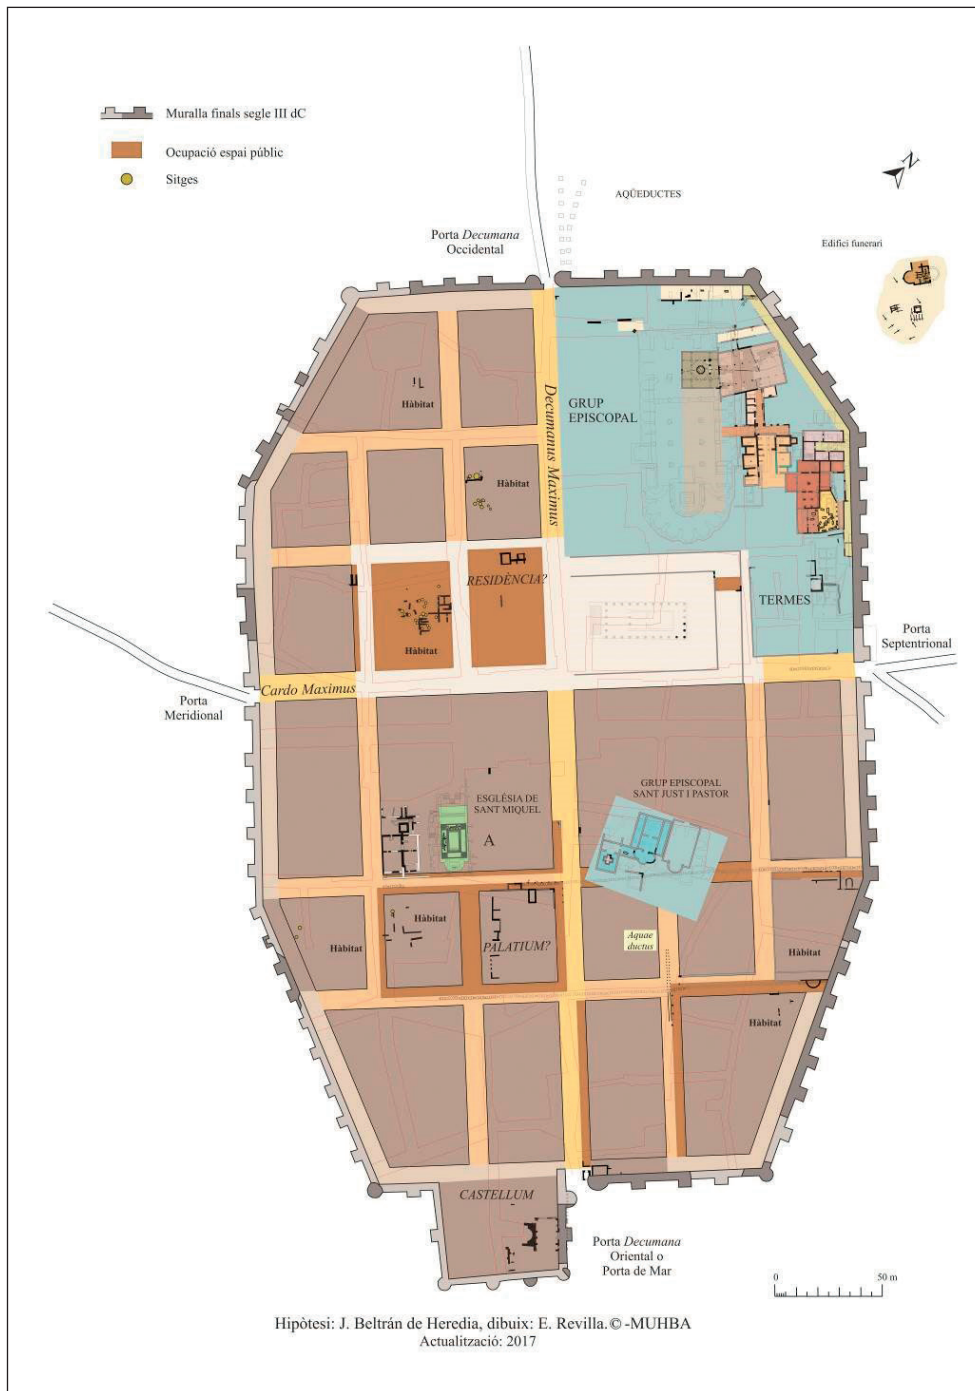 Muralla finals segle III dC
Ocupació espai públic
Sitges
N
AQÜEDUCTES
Porta Decumana
Occidental
Edifici funerari
Hàbitat
Decumanus Maximus
GRUP
EPISCOPAL
Hàbitat
RESIDÈNCIA?
Hàbitat
TERMES
Porta
Septentrional
Cardo Maximus
Porta
Meridional
ESGLÉSIA DE
SANT MIQUEL
A
GRUP EPISCOPAL
SANT JUST I PASTOR
Hàbitat
Hàbitat
PALATIUM?
Aquae
ductus
Hàbitat
Hàbitat
CASTELLUM
Porta Decumana
Oriental o
Porta de Mar
0 50 m
Hipòtesi: J. Beltrán de Heredia, dibuix: E. Revilla.© -MUHBA
Actualització: 2017